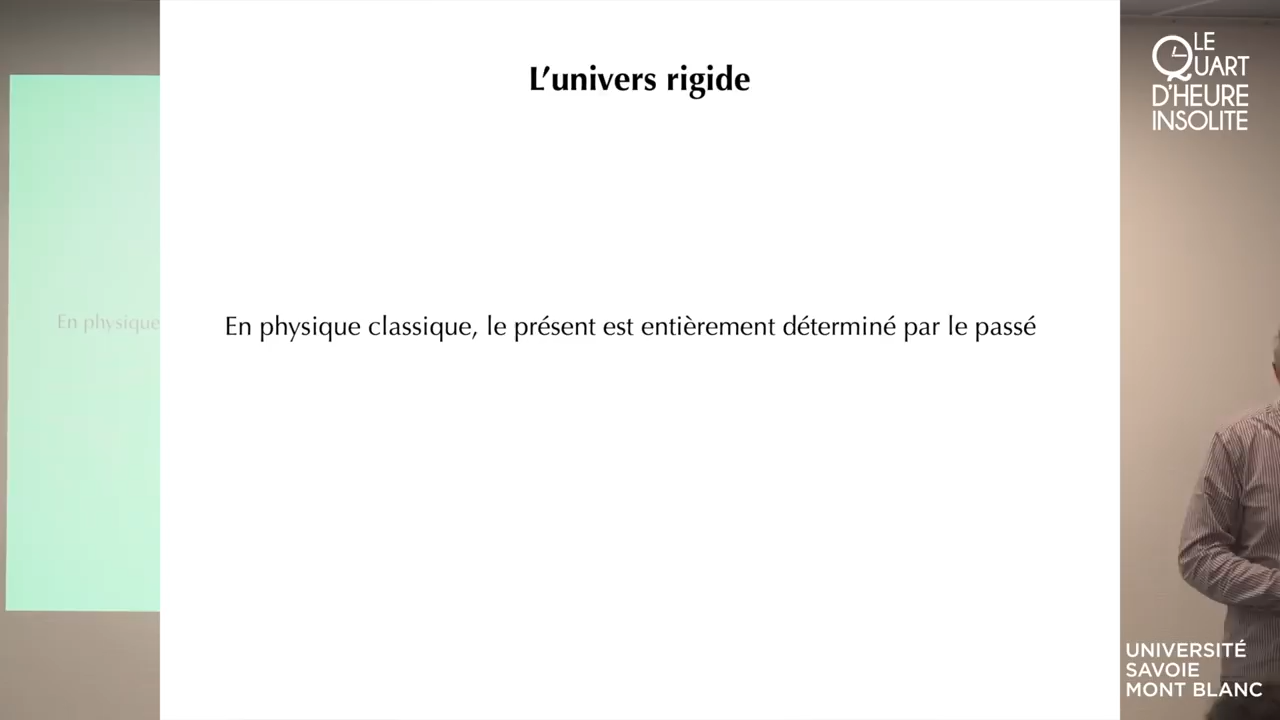 L’univers rigide
En physique classique, le présent est entièrement déterminé par le passé
En physique
LE
QUART
D'HEURE
INSOLITE
UNIVERSITÉ
SAVOIE
MONT BLANC